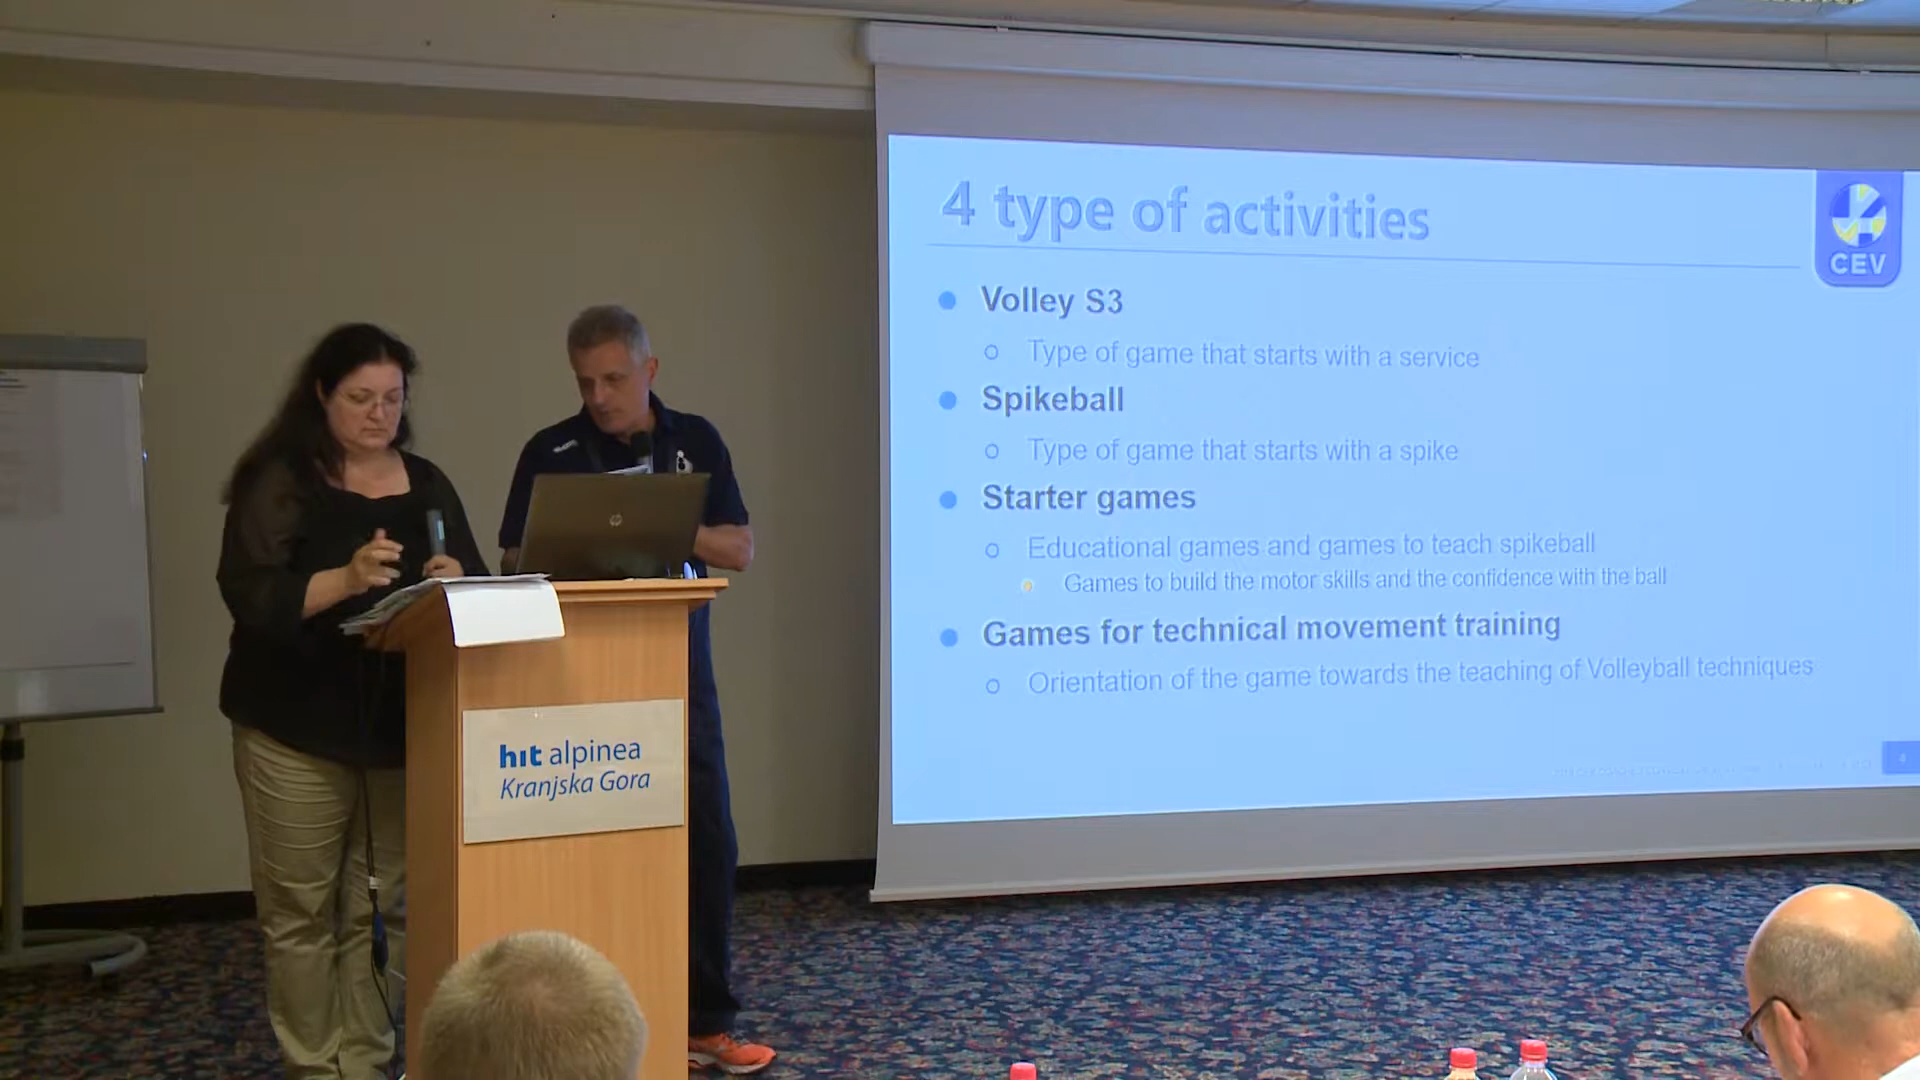 4 type of activities
CEV
Volley S3
Type of game that starts with a service
Spikeball
Type of game that starts with a spike
Starter games
Educational games and games to teach spikeball
Games to build the motor skills and the confidence with the ball
Games for technical movement training
Orientation of the game towards the teaching of Volleyball techniques
4
hp
hit alpinea
Kranjska Gora